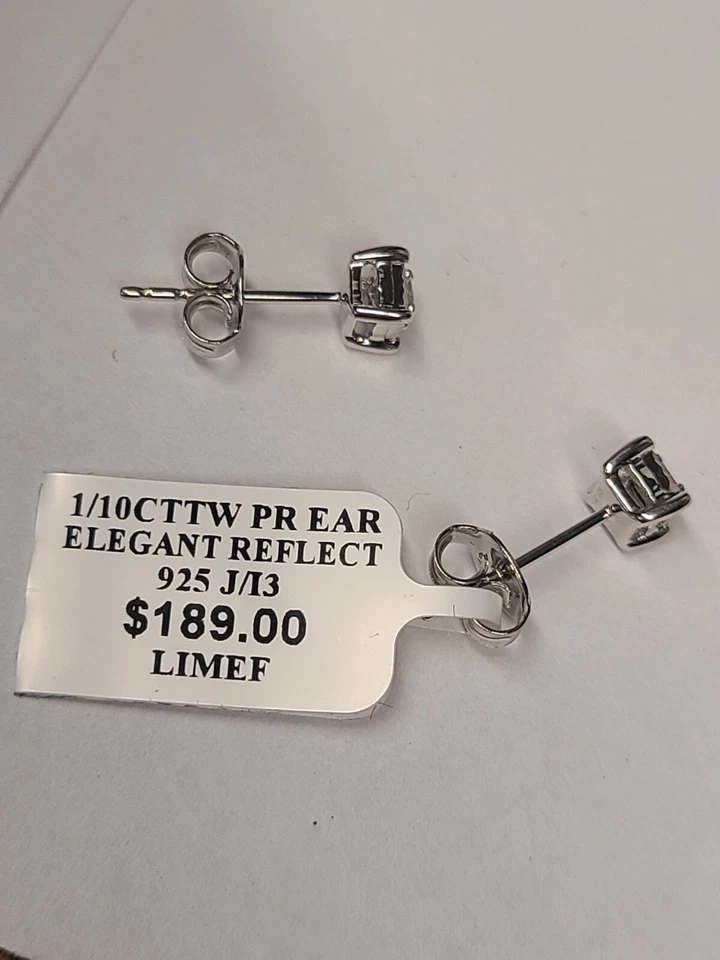 1/10CTTW PR EAR
ELEGANT REFLECT
925 J/I3
$189.00
LIMEF